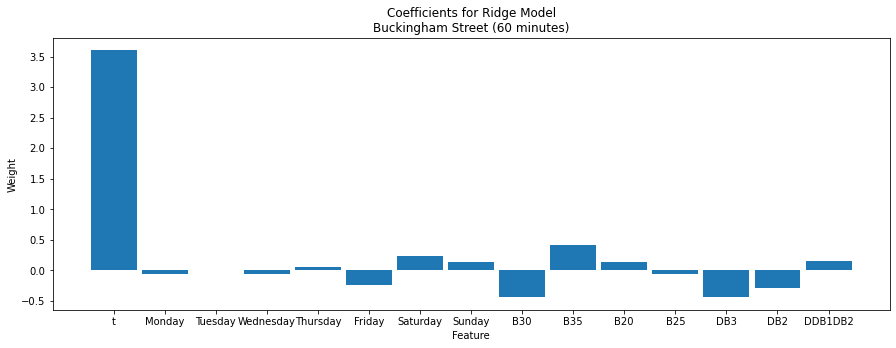 Coefficients for Ridge Model
Buckingham Street (60 minutes)
Weight
3.5
3.0
2.5
2.0
1.5
1.0
0.5
0.0
−0.5
t Monday Tuesday Wednesday Thursday Friday Saturday Sunday B30 B35 B20 B25 DB3 DB2 DDB1DB2
Feature